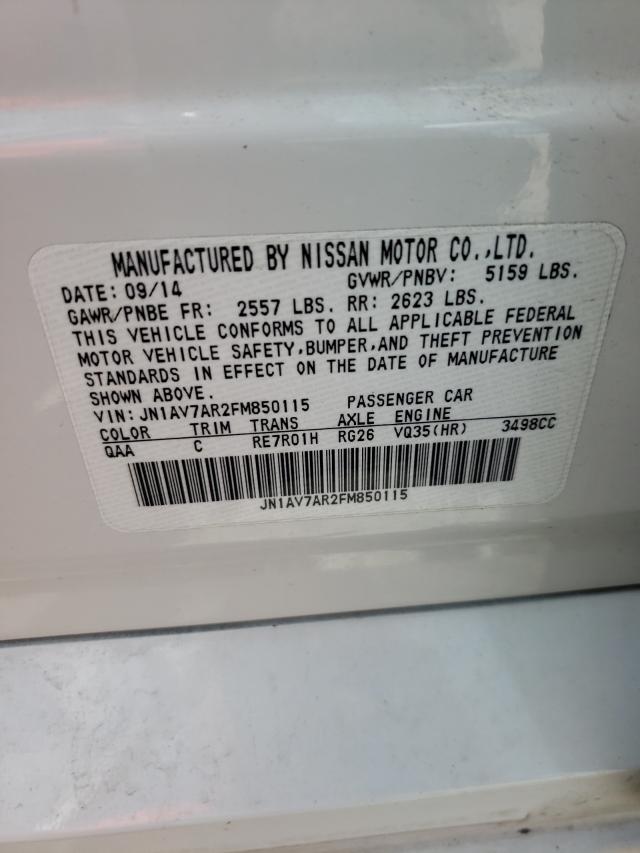 MANUFACTURED BY NISSAN MOTOR CO.,LTD.
DATE: 09/14 GVWR/PNBV: 5159 LBS.
GAWR/PNBE FR: 2557 LBS. RR: 2623 LBS.
THIS VEHICLE CONFORMS TO ALL APPLICABLE FEDERAL
MOTOR VEHICLE SAFETY,BUMPER,AND THEFT PREVENTION
STANDARDS IN EFFECT ON THE DATE OF MANUFACTURE
SHOWN ABOVE.
VIN: JN1AV7AR2FM850115 PASSENGER CAR
COLOR TRIM TRANS AXLE ENGINE
QAA C RE7R01H RG26 VQ35(HR) 3498CC
JN1AV7AR2FM850115